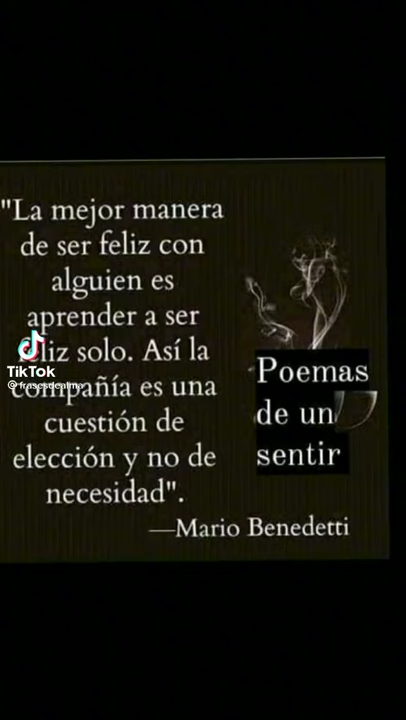 "La mejor manera
de ser feliz con
alguien es
aprender a ser
feliz solo. Así la
compañía es una
cuestión de
elección y no de
necesidad".
—Mario Benedetti
Poemas
de un
sentir
TikTok